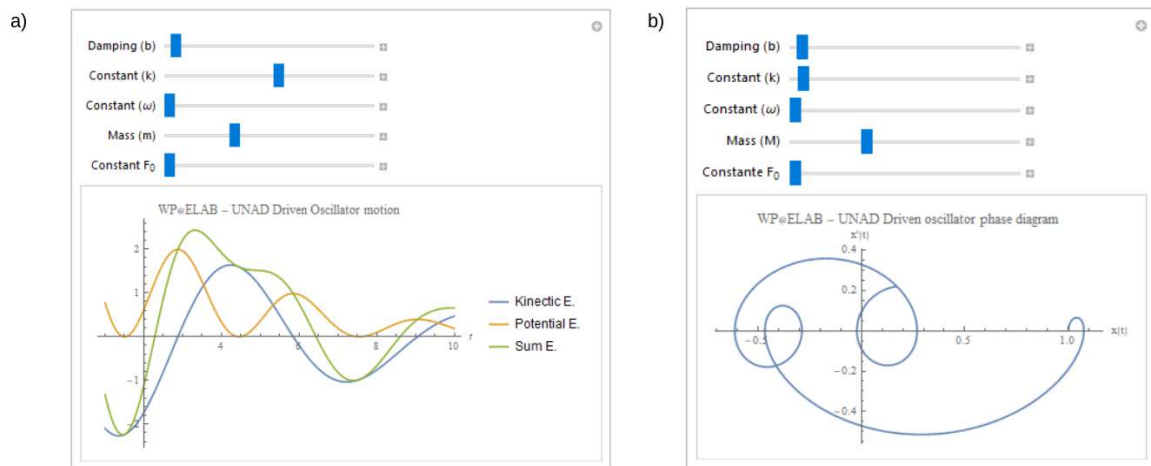 a)
Damping (b)
Constant (k)
Constant (ω)
Mass (m)
Constant F₀
WP@ELAB – UNAD Driven Oscillator motion
2
1
-1
-2
4
6
8
10
t
Kinectic E.
Potential E.
Sum E.
b)
Damping (b)
Constant (k)
Constant (ω)
Mass (M)
Constante F₀
WP@ELAB – UNAD Driven oscillator phase diagram
x'[t]
0.4
0.2
-0.2
-0.4
-0.5
0.5
1.0
x[t]